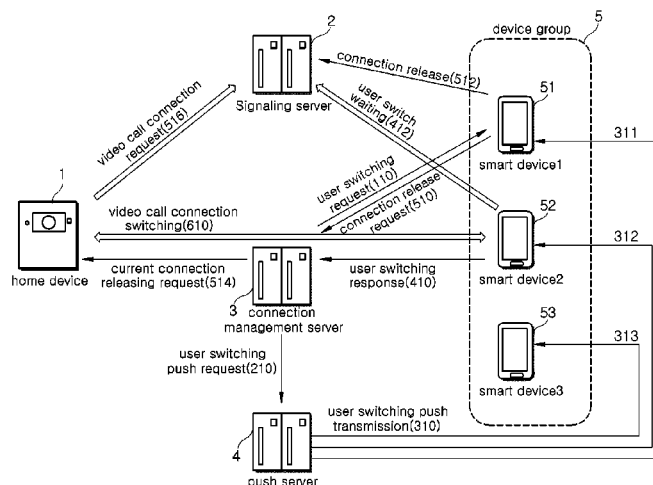 2
Signaling server
device group
5
connection release(512)
51
smart device1
311
user switch
waiting(412)
video call connection
request(516)
user switching
request(110)
connection release
request(510)
1
home device
video call connection
switching(610)
52
smart device2
312
current connection
releasing request(514)
3
connection
management server
user switching
response(410)
53
smart device3
313
user switching
push request(210)
4
push server
user switching push
transmission(310)